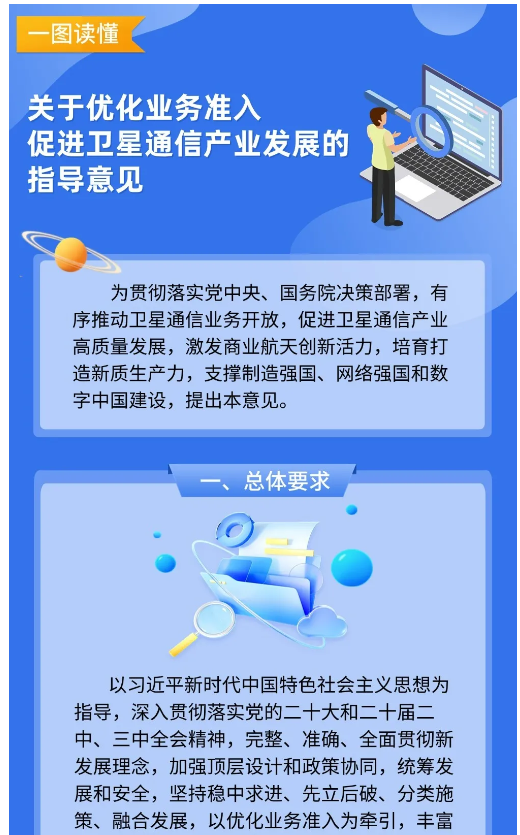 一图读懂
关于优化业务准入
促进卫星通信产业发展的
指导意见
为贯彻落实党中央、国务院决策部署，有
序推动卫星通信业务开放，促进卫星通信产业
高质量发展，激发商业航天创新活力，培育打
造新质生产力，支撑制造强国、网络强国和数
字中国建设，提出本意见。
一、总体要求
以习近平新时代中国特色社会主义思想为
指导，深入贯彻落实党的二十大和二十届二
中、三中全会精神，完整、准确、全面贯彻新
发展理念，加强顶层设计和政策协同，统筹发
展和安全，坚持稳中求进、先立后破、分类施
策、融合发展，以优化业务准入为牵引，丰富